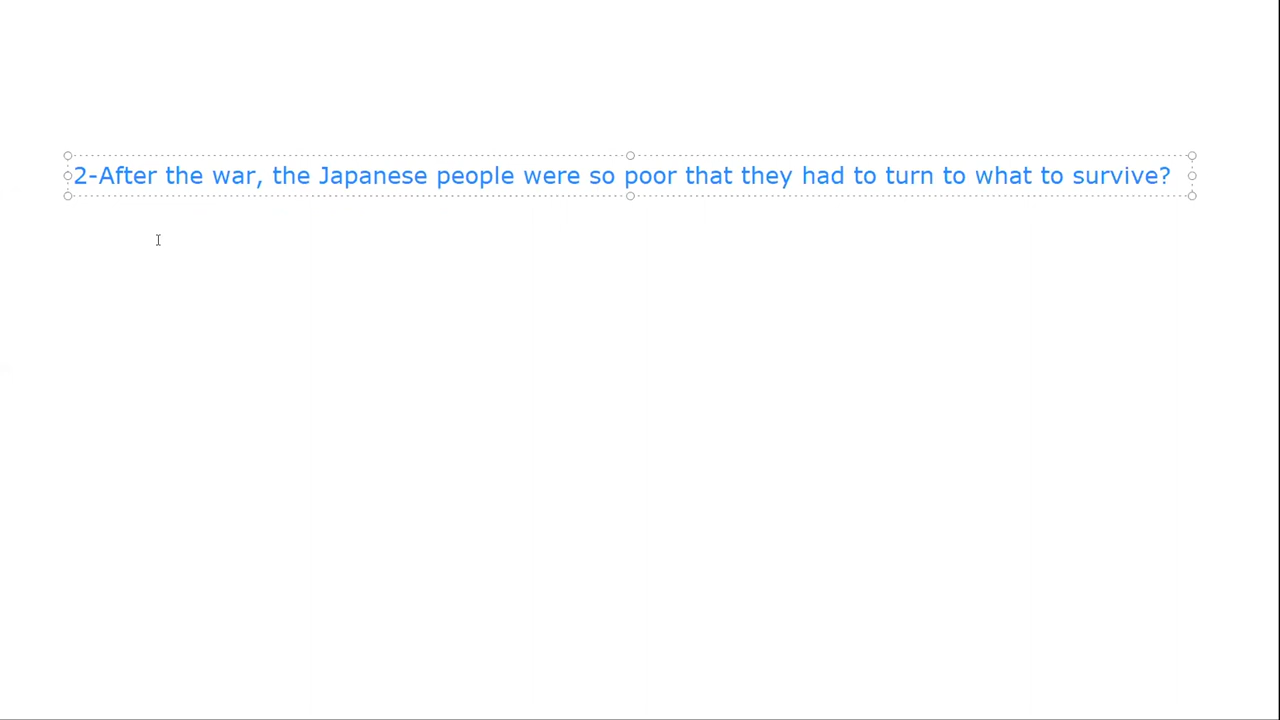 2-After the war, the Japanese people were so poor that they had to turn to what to survive?